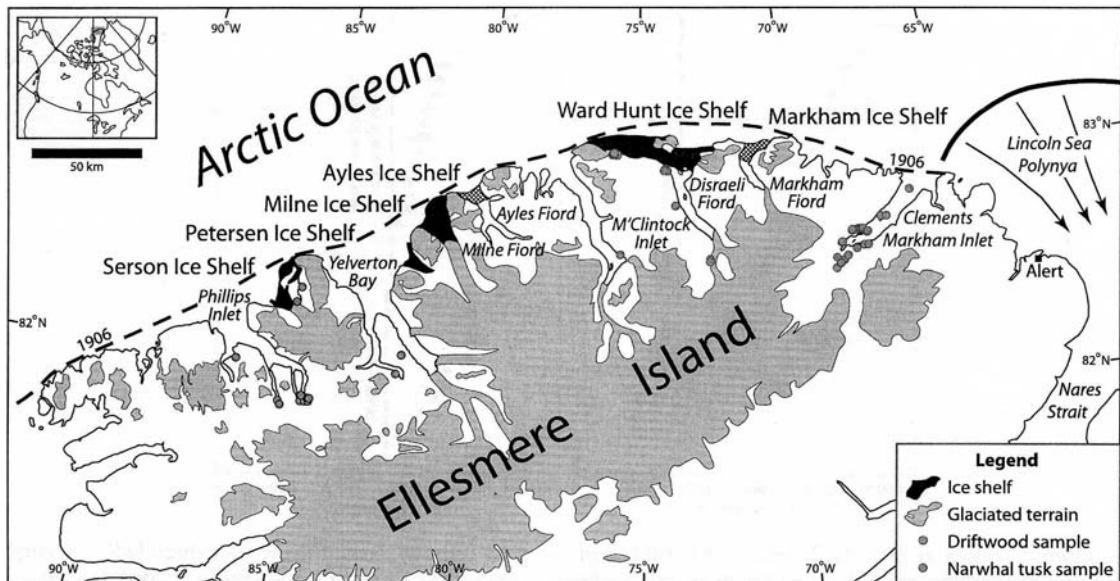 90°W
85°W
80°W
75°W
70°W
65°W
50 km
Arctic Ocean
Ward Hunt Ice Shelf
Markham Ice Shelf
83°N
Lincoln Sea
Polynya
1906
Ayles Ice Shelf
Disraeli
Fiord
Markham
Fiord
Milne Ice Shelf
Ayles Fiord
M'Clintock
Inlet
Clements
Markham Inlet
Petersen Ice Shelf
Milne Fiord
Serson Ice Shelf
Yelverton
Bay
Alert
Phillips
Inlet
82°N
1906
82°N
Ellesmere
Island
Nares
Strait
Legend
Ice shelf
Glaciated terrain
Driftwood sample
Narwhal tusk sample
90°W
85°W
80°W
75°W
70°W